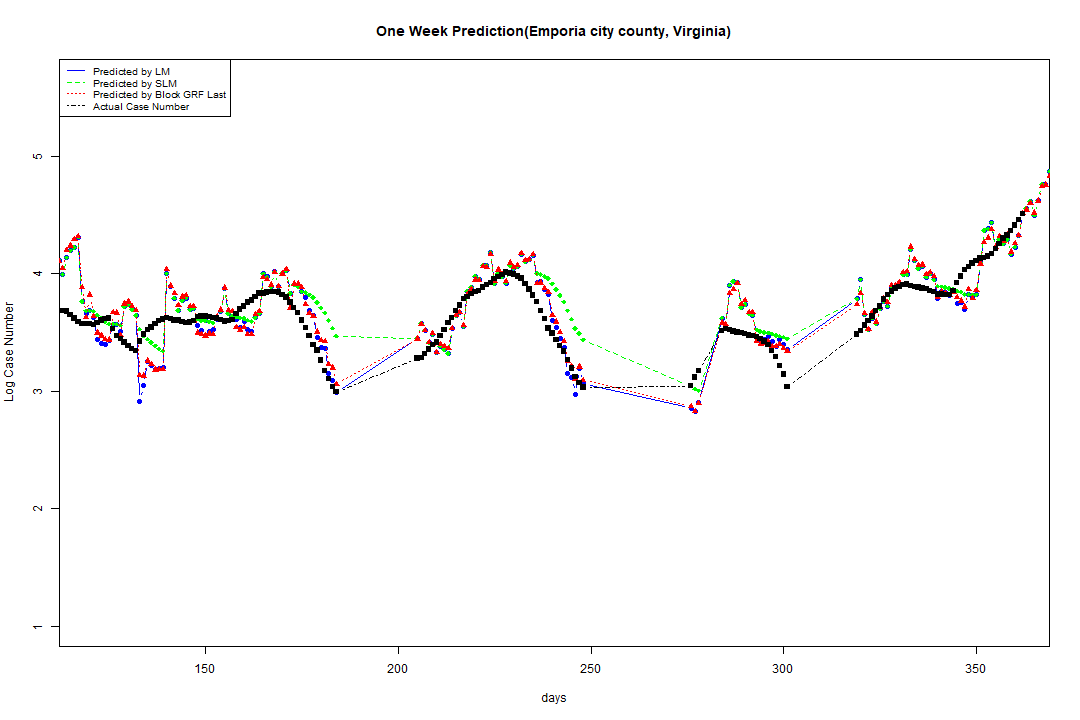 One Week Prediction(Emporia city county, Virginia)
Predicted by LM
Predicted by SLM
Predicted by Block GRF Last
Actual Case Number
5
4
3
2
1
Log Case Number
150
200
250
300
350
days